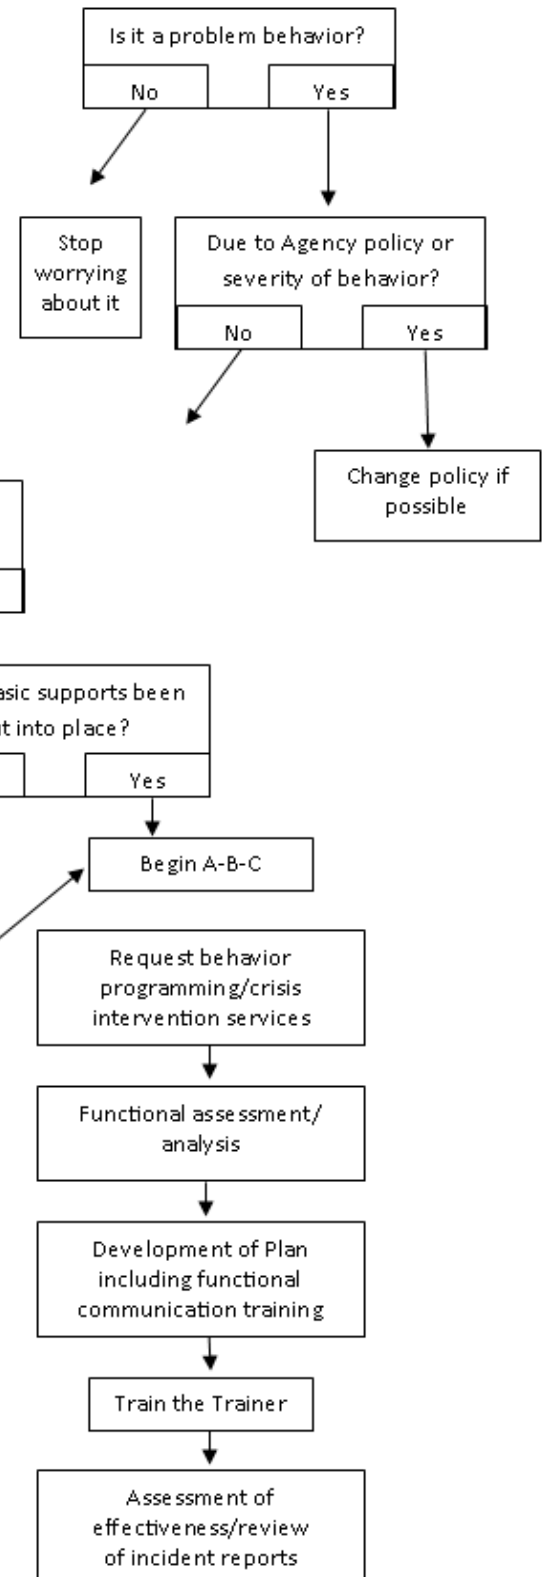 Is it a problem behavior?
No
Yes
Stop
worrying
about it
Due to Agency policy or
severity of behavior?
No
Yes
Change policy if
possible
supports been
into place?
Yes
Begin A-B-C
Request behavior
programming/crisis
intervention services
Functional assessment/
analysis
Development of Plan
including functional
communication training
Train the Trainer
Assessment of
effectiveness/review
of incident reports